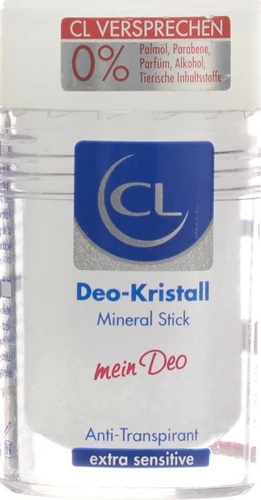 CL VERSPRECHEN
0%
Palmöl, Parabene,
Parfüm, Alkohol,
Tierische Inhaltsstoffe
CL
Deo-Kristall
Mineral Stick
mein Deo
Anti-Transpirant
extra sensitive